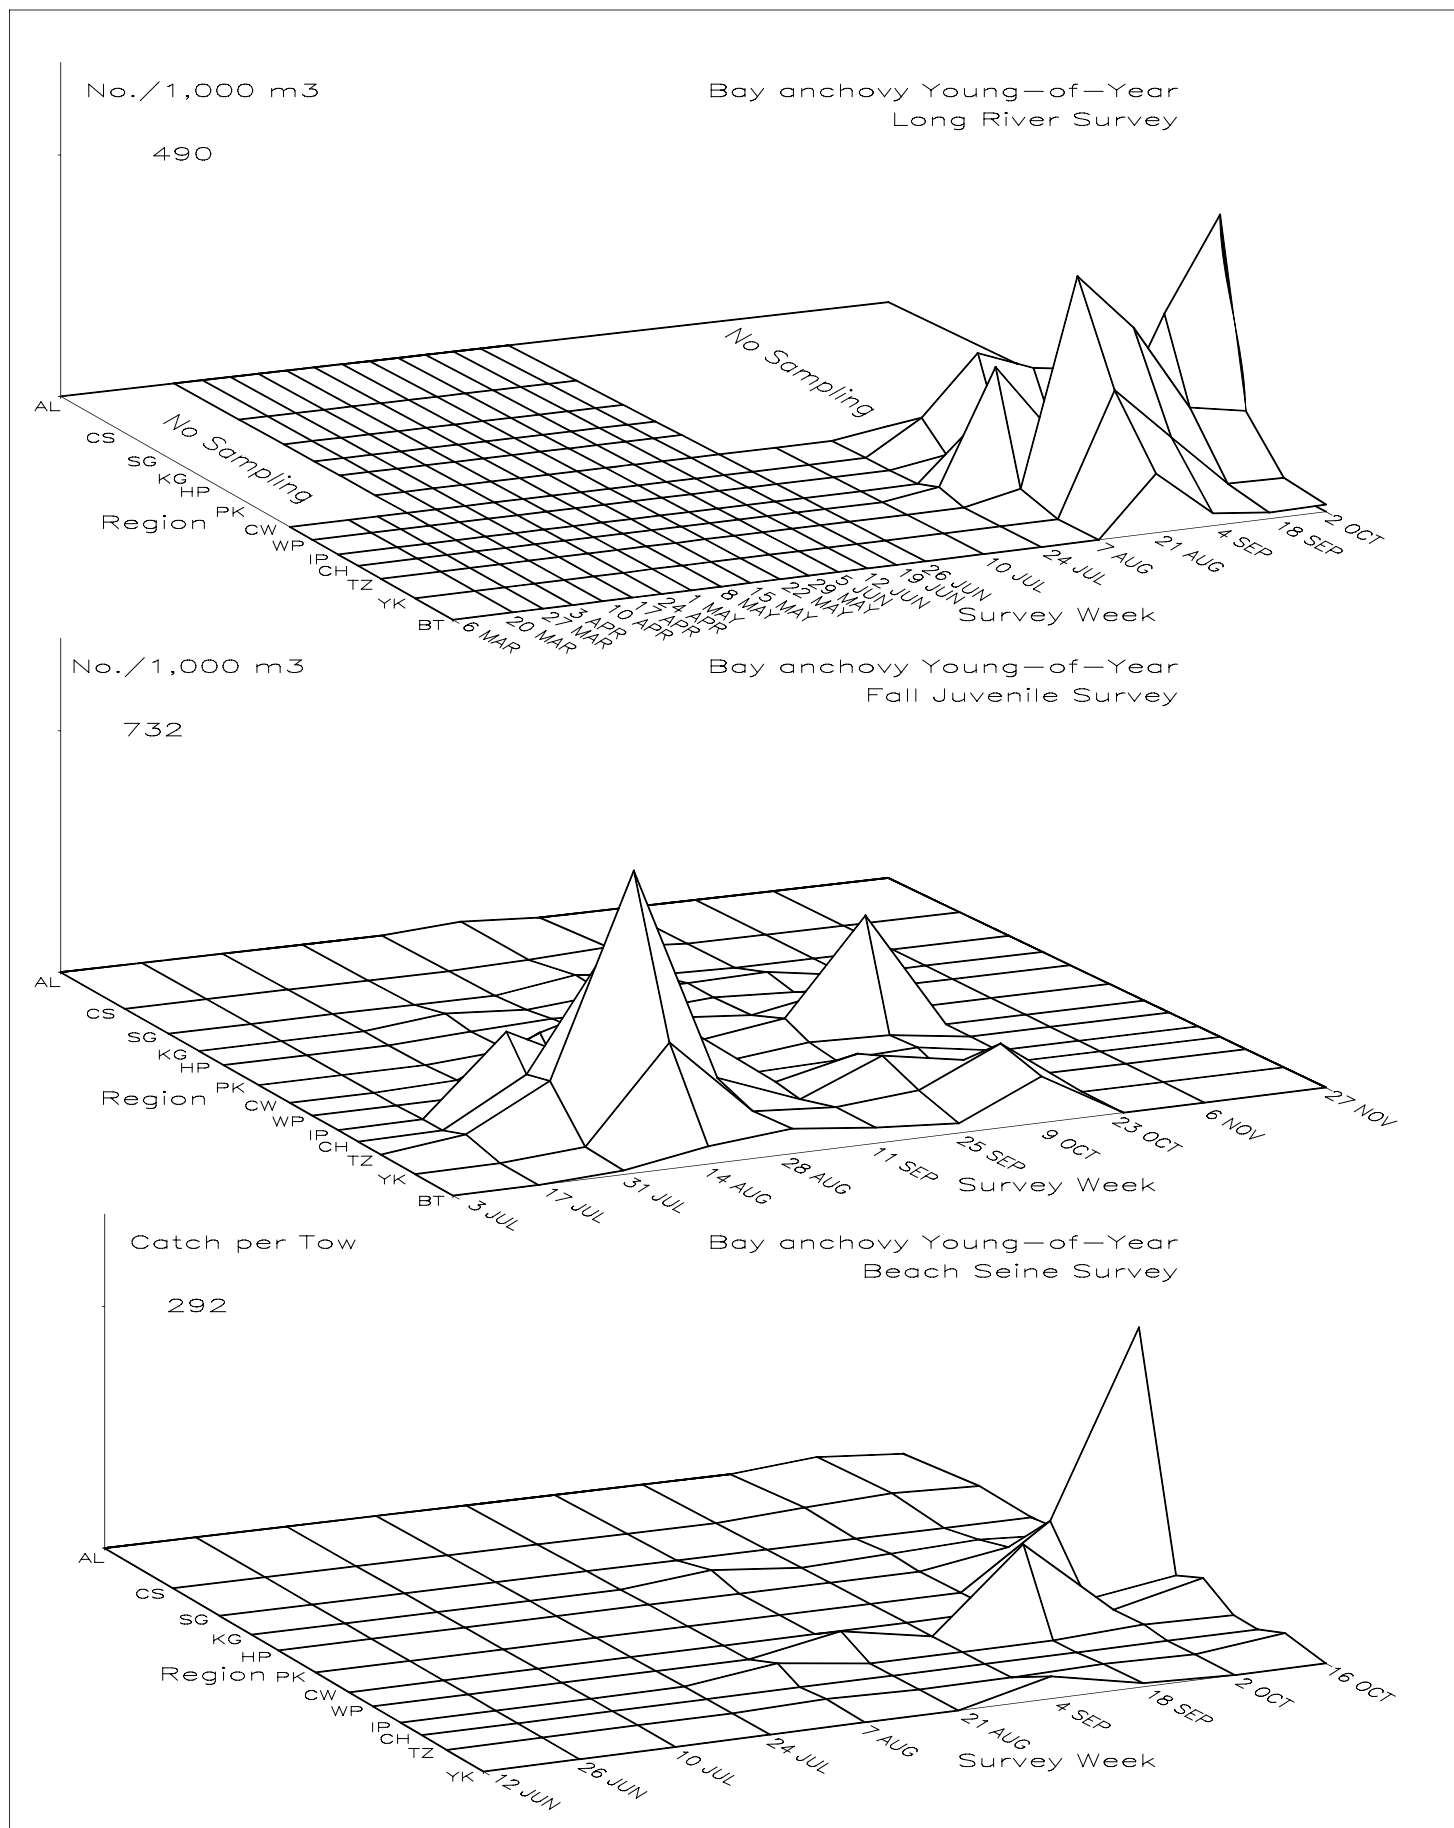 No./1,000 m3
Bay anchovy Young-of-Year
Long River Survey
490
No Sampling
No Sampling
AL
CS
SG
KG
HP
PK
CW
WP
IP
CH
TZ
YK
BT
Region
6 MAR
20 MAR
27 MAR
3 APR
10 APR
17 APR
24 APR
1 MAY
8 MAY
15 MAY
22 MAY
29 MAY
5 JUN
12 JUN
19 JUN
26 JUN
10 JUL
24 JUL
7 AUG
21 AUG
4 SEP
18 SEP
2 OCT
Survey Week
No./1,000 m3
Bay anchovy Young-of-Year
Fall Juvenile Survey
732
AL
CS
SG
KG
HP
PK
CW
WP
IP
CH
TZ
YK
BT
Region
3 JUL
17 JUL
31 JUL
14 AUG
28 AUG
11 SEP
25 SEP
9 OCT
23 OCT
6 NOV
27 NOV
Survey Week
Catch per Tow
Bay anchovy Young-of-Year
Beach Seine Survey
292
AL
CS
SG
KG
HP
PK
CW
WP
IP
CH
TZ
YK
Region
12 JUN
26 JUN
10 JUL
24 JUL
7 AUG
21 AUG
4 SEP
18 SEP
2 OCT
16 OCT
Survey Week